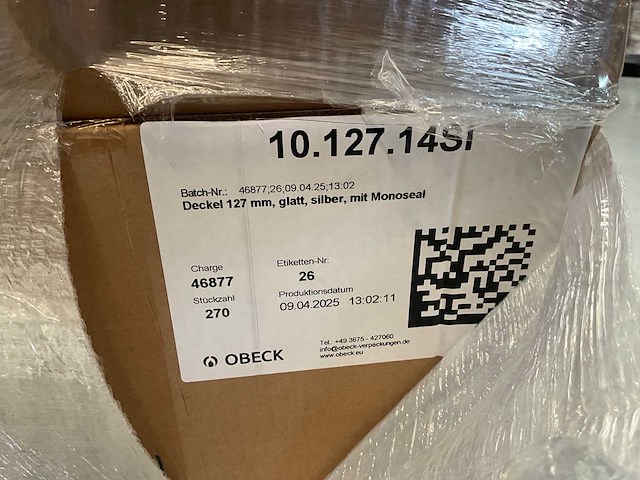 10.127.14SI
Batch-Nr.: 46877;26;09.04.25;13:02
Deckel 127 mm, glatt, silber, mit Monoseal
Charge
46877
Etiketten-Nr:
26
Stückzahl
270
Produktionsdatum
09.04.2025 13:02:11
OBECK
Tel.: +49 3675 - 427060
info@obeck-verpackungen.de
www.obeck.eu